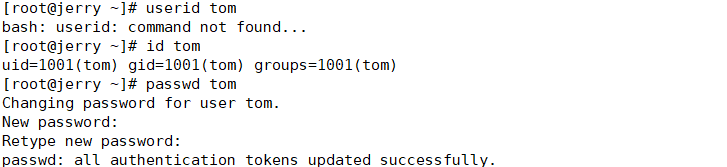 [root@jerry ~]# userid tom
bash: userid: command not found...
[root@jerry ~]# id tom
uid=1001(tom) gid=1001(tom) groups=1001(tom)
[root@jerry ~]# passwd tom
Changing password for user tom.
New password:
Retype new password:
passwd: all authentication tokens updated successfully.